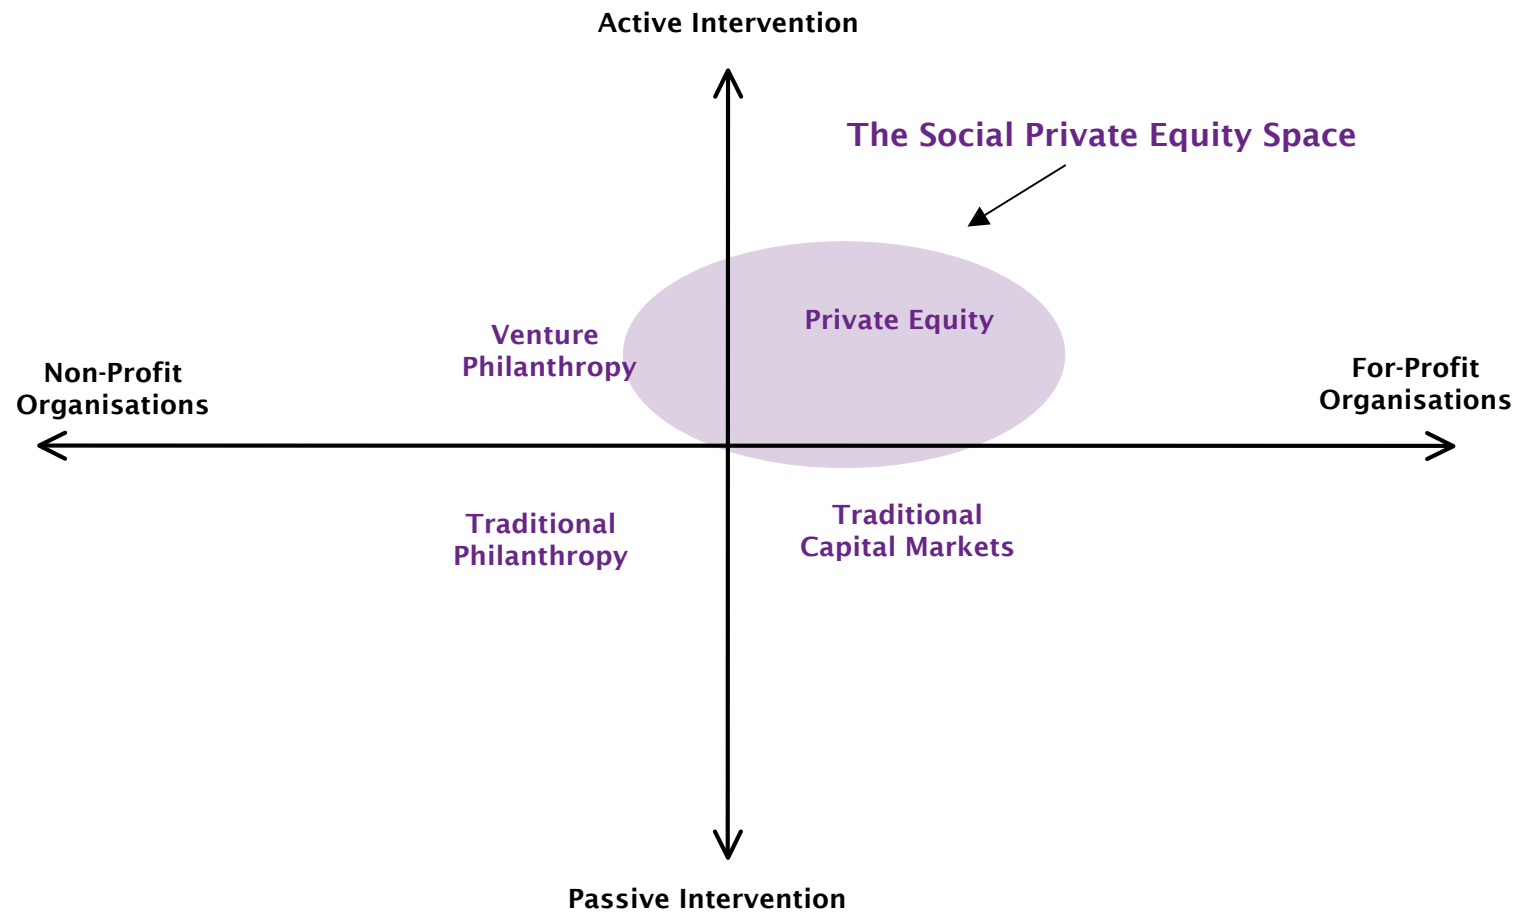 Active Intervention
The Social Private Equity Space
Private Equity
Venture
Philanthropy
Non-Profit
Organisations
For-Profit
Organisations
Traditional
Philanthropy
Traditional
Capital Markets
Passive Intervention